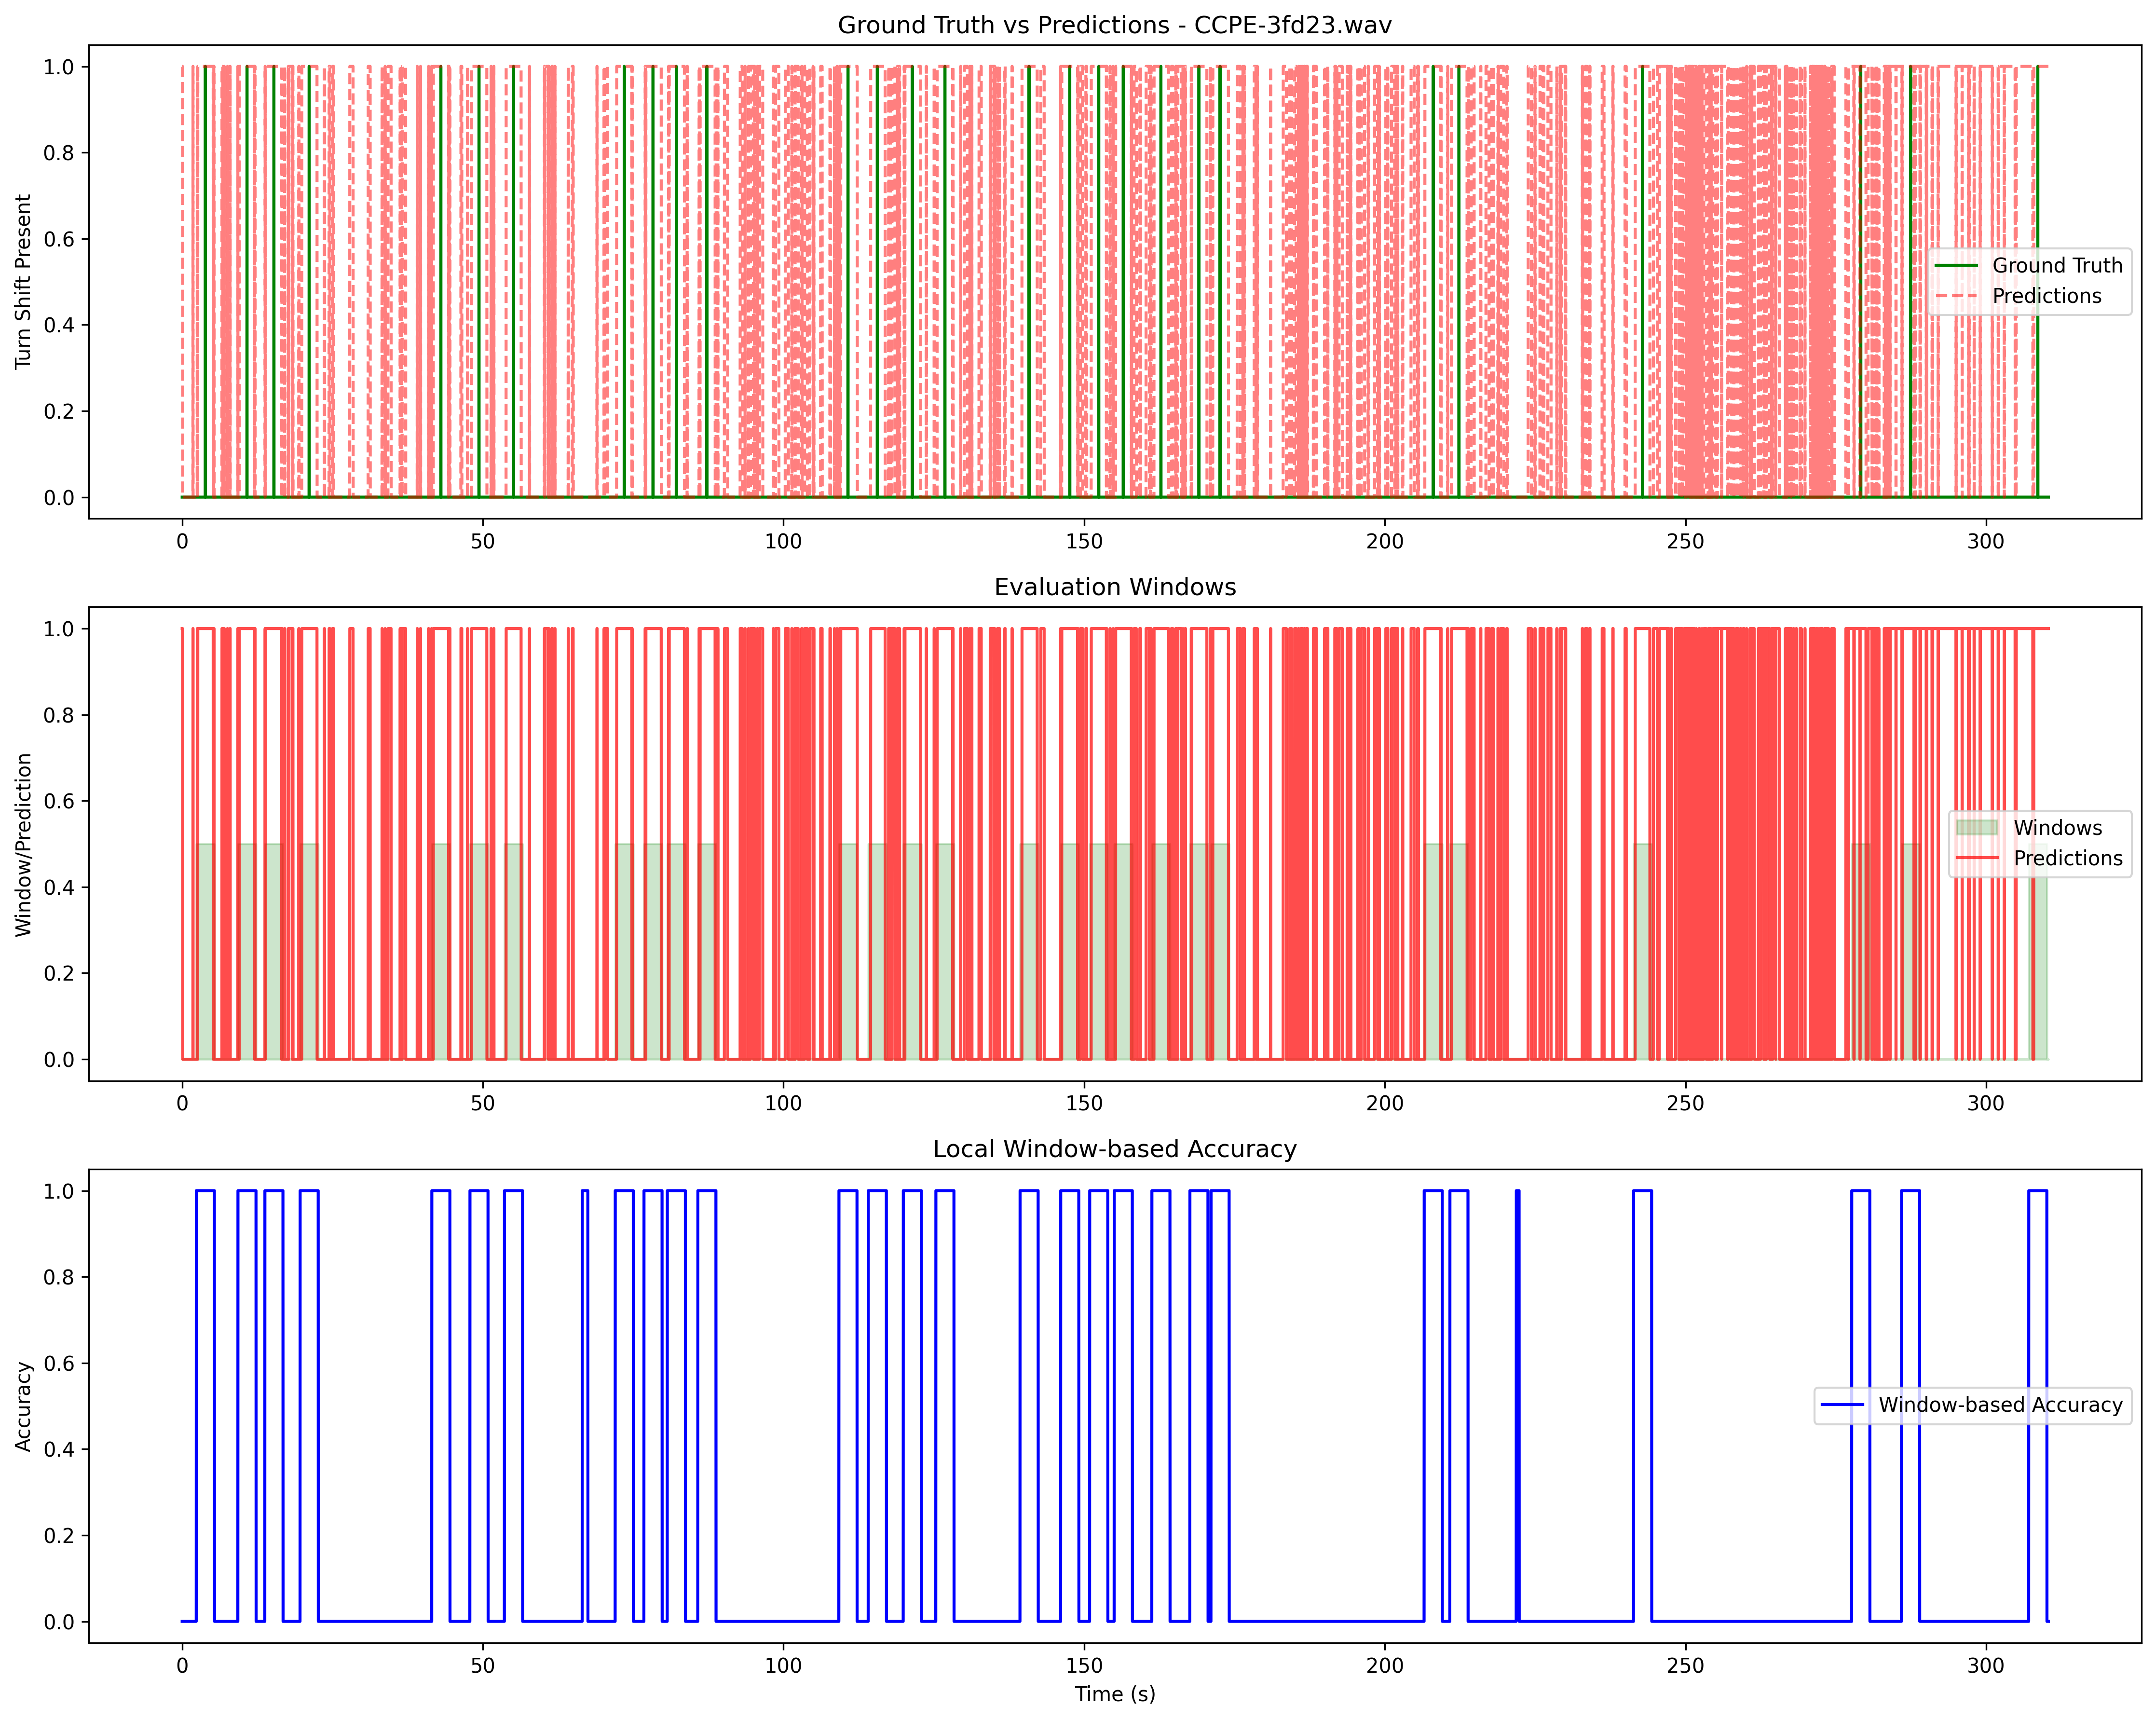 Ground Truth vs Predictions - CCPE-3fd23.wav
Turn Shift Present
1.0
0.8
0.6
0.4
0.2
0.0
Ground Truth
Predictions
0 50 100 150 200 250 300
Evaluation Windows
Window/Prediction
1.0
0.8
0.6
0.4
0.2
0.0
Windows
Predictions
0 50 100 150 200 250 300
Local Window-based Accuracy
Accuracy
1.0
0.8
0.6
0.4
0.2
0.0
Window-based Accuracy
0 50 100 150 200 250 300
Time (s)